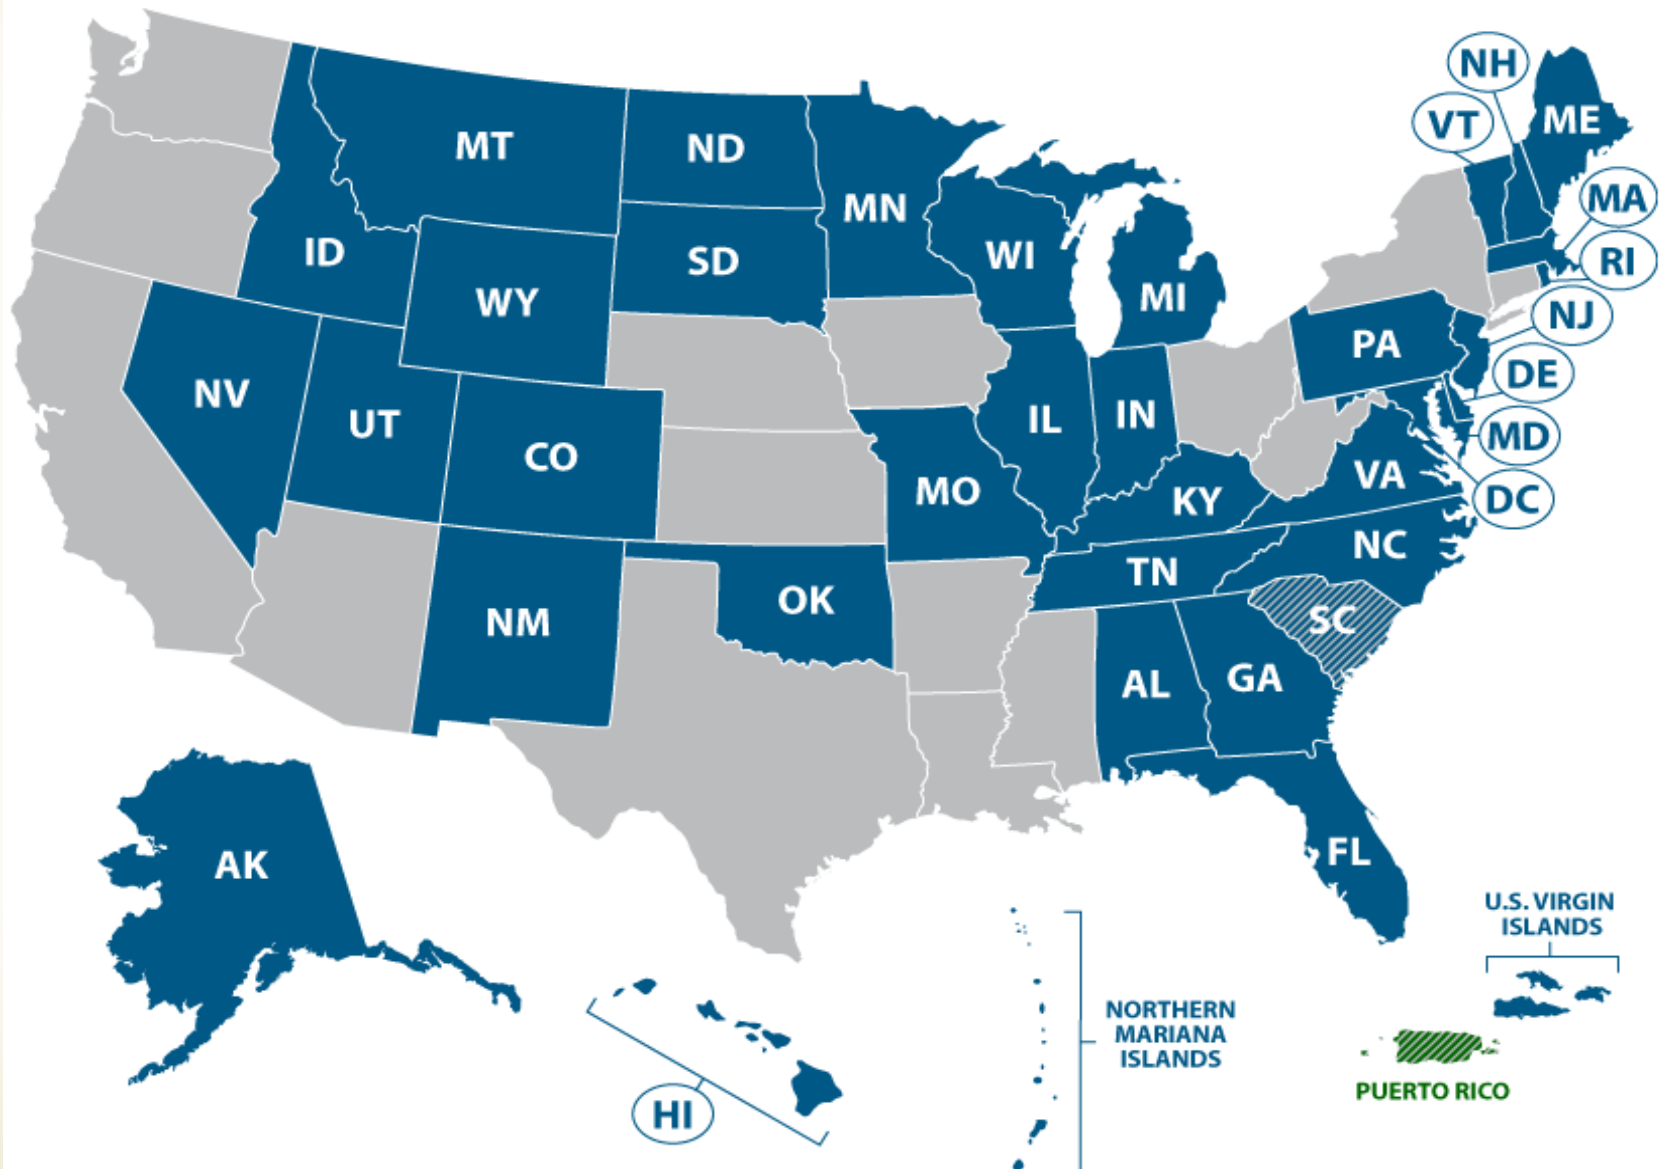 NH
VT
ME
MT
ND
MN
MA
ID
SD
WI
RI
WY
MI
NJ
PA
DE
NV
UT
IL
IN
CO
MD
VA
MO
KY
DC
NC
TN
OK
NM
SC
AL
GA
FL
AK
U.S. VIRGIN
ISLANDS
NORTHERN
MARIANA
ISLANDS
PUERTO RICO
HI